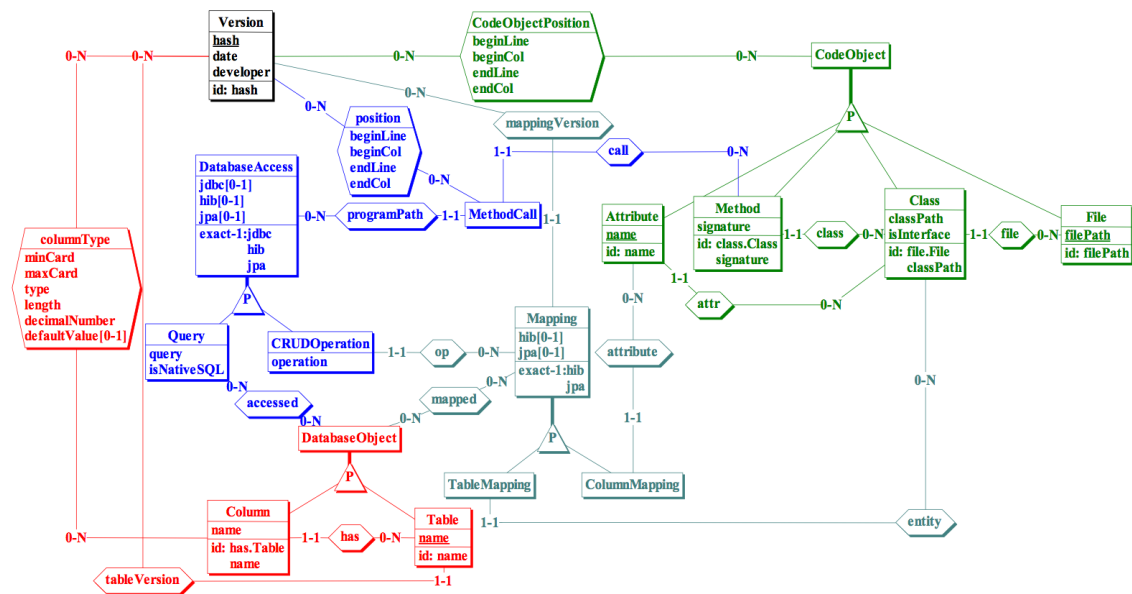 Version
hash
date
developer
id: hash
CodeObjectPosition
beginLine
beginCol
endLine
endCol
CodeObject
0-N
0-N
0-N
0-N
P
0-N
0-N
mappingVersion
position
beginLine
beginCol
endLine
endCol
1-1
call
0-N
DatabaseAccess
jdbc[0-1]
hib[0-1]
jpa[0-1]
exact-1:jdbc
hib
jpa
0-N
0-N
programPath
1-1
MethodCall
1-1
Attribute
name
id: name
Method
signature
id: class.Class
signature
1-1
class
0-N
Class
classPath
isInterface
id: file.File
classPath
1-1
file
0-N
File
filePath
id: filePath
columnType
minCard
maxCard
type
length
decimalNumber
defaultValue[0-1]
1-1
attr
0-N
0-N
P
Query
query
isNativeSQL
CRUDOperation
operation
1-1
op
0-N
Mapping
hib[0-1]
jpa[0-1]
exact-1:hib
jpa
attribute
0-N
0-N
accessed
0-N
0-N
mapped
0-N
1-1
DatabaseObject
P
P
TableMapping
ColumnMapping
Column
name
id: has.Table
name
0-N
1-1
has
0-N
Table
name
id: name
1-1
entity
tableVersion
1-1